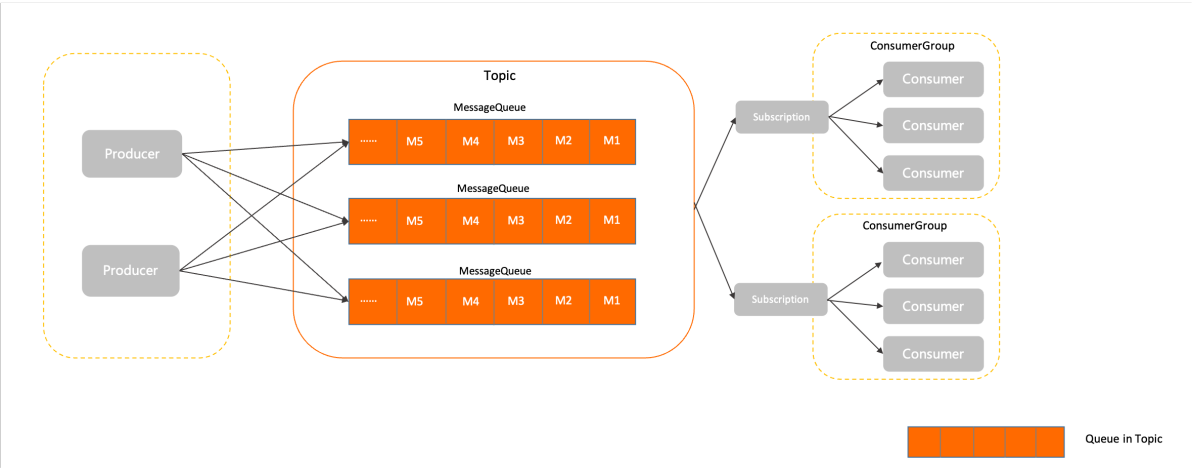 Producer
Producer
Topic
MessageQueue
...... M5 M4 M3 M2 M1
MessageQueue
...... M5 M4 M3 M2 M1
MessageQueue
...... M5 M4 M3 M2 M1
Subscription
ConsumerGroup
Consumer
Consumer
Consumer
Subscription
ConsumerGroup
Consumer
Consumer
Consumer
Queue in Topic